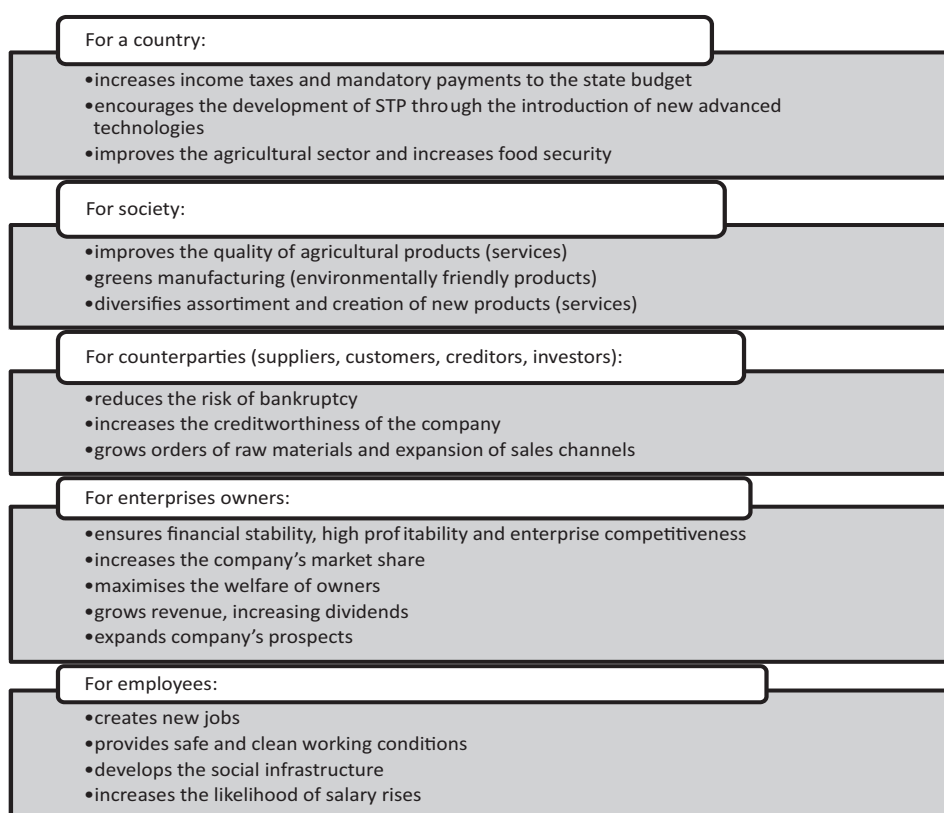 For a country:
•increases income taxes and mandatory payments to the state budget
•encourages the development of STP through the introduction of new advanced
technologies
•improves the agricultural sector and increases food security
For society:
•improves the quality of agricultural products (services)
•greens manufacturing (environmentally friendly products)
•diversifies assortiment and creation of new products (services)
For counterparties (suppliers, customers, creditors, investors):
•reduces the risk of bankruptcy
•increases the creditworthiness of the company
•grows orders of raw materials and expansion of sales channels
For enterprises owners:
•ensures financial stability, high profitability and enterprise competitiveness
•increases the company’s market share
•maximises the welfare of owners
•grows revenue, increasing dividends
•expands company’s prospects
For employees:
•creates new jobs
•provides safe and clean working conditions
•develops the social infrastructure
•increases the likelihood of salary rises